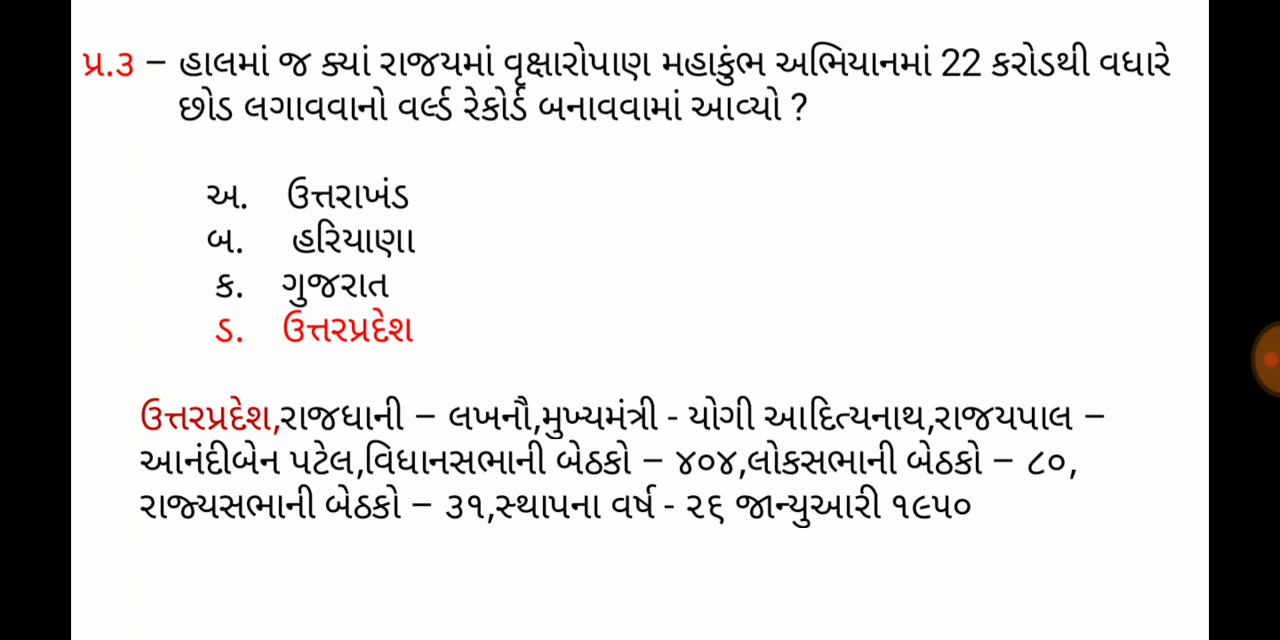 પ્ર.૩ – હાલમાં જ ક્યાં રાજયમાં વૃક્ષારોપાણ મહાકુંભ અભિયાનમાં 22 કરોડથી વધારે
છોડ લગાવવાનો વર્લ્ડ રેકોર્ડ બનાવવામાં આવ્યો ?
અ. ઉત્તરાખંડ
બ. હરિયાણા
ક. ગુજરાત
ડ. ઉત્તરપ્રદેશ
ઉત્તરપ્રદેશ,રાજધાની – લખનૌ,મુખ્યમંત્રી - યોગી આદિત્યનાથ,રાજયપાલ –
આનંદીબેન પટેલ,વિધાનસભાની બેઠકો – ૪૦૪,લોકસભાની બેઠકો – ૮૦,
રાજ્યસભાની બેઠકો – ૩૧,સ્થાપના વર્ષ - ૨૬ જાન્યુઆરી ૧૯૫૦